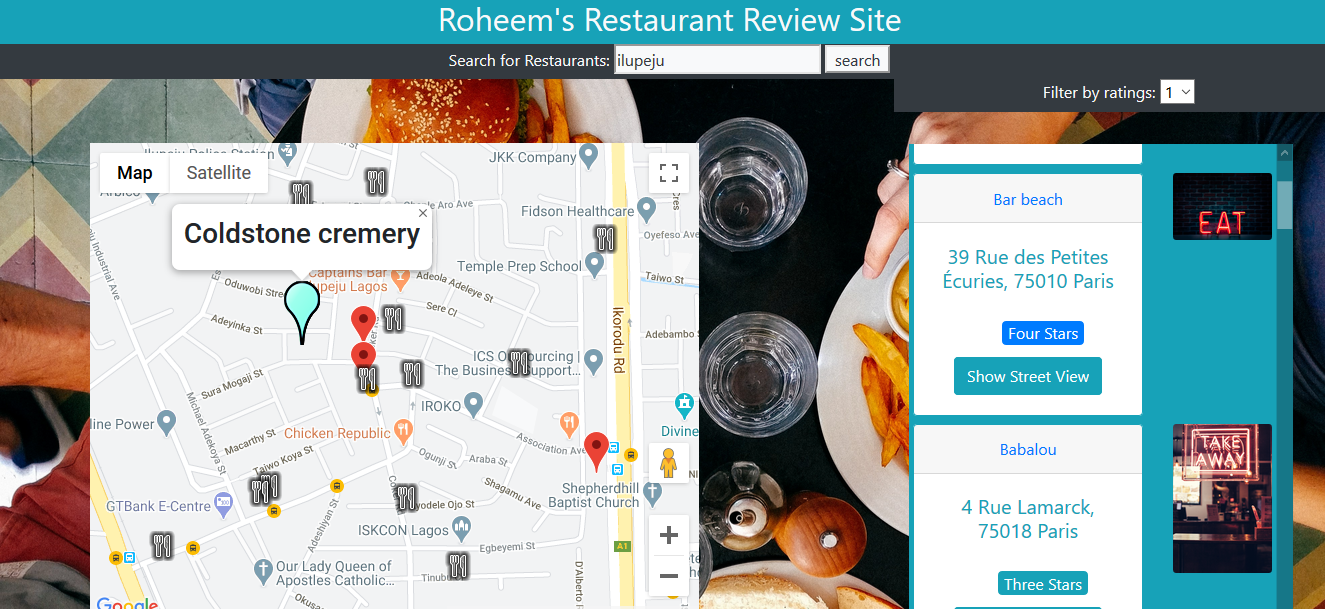 Roheem's Restaurant Review Site
Search for Restaurants: ilupeju search
Filter by ratings: 1
Map Satellite
Ilupeju Police Station
JKK Company
Fidson Healthcare
Oyefeso Ave
Coldstone cremery ×
Temple Prep School
Captains Bar
Ilupeju Lagos
Adeola Adeleye St
Taiwo St
Oduwobi Stre
Industrial Ave
Sere Cl
Adeyinka St
Ikorodu Rd
Adebambo S
ICS Outsourcing |
The Business Support...
Sura Mogaji St
IROKO
line Power
Michael Adekoya St
Divine
Chicken Republic
Macarthy St
Association Ave
Ogunji St
Araba St
Taiwo Koya St
Shagamu Ave
Shepherdhill
Baptist Church
GTBank E-Centre
yodele Ojo St
Adeshiyan St
ISKCON Lagos
Egbeyemi St
A1
Our Lady Queen of
Apostles Catholic...
Tinubu
D'Alberto
Okusa
Google
Bar beach
39 Rue des Petites
Écuries, 75010 Paris
Four Stars
Show Street View
EAT
Babalou
4 Rue Lamarck,
75018 Paris
Three Stars
TAKE
AWAY